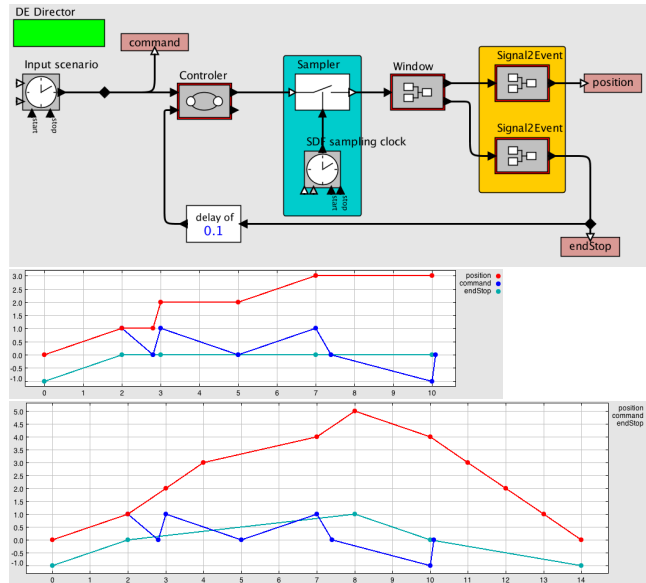 DE Director
command
Input scenario
start
stop
Controler
Sampler
SDF sampling clock
start
stop
Window
Signal2Event
position
Signal2Event
endStop
delay of
0.1
position
command
endStop
3.0
2.5
2.0
1.5
1.0
0.5
0.0
-0.5
-1.0
0 1 2 3 4 5 6 7 8 9 10
position
command
endStop
5.0
4.5
4.0
3.5
3.0
2.5
2.0
1.5
1.0
0.5
0.0
-0.5
-1.0
0 1 2 3 4 5 6 7 8 9 10 11 12 13 14